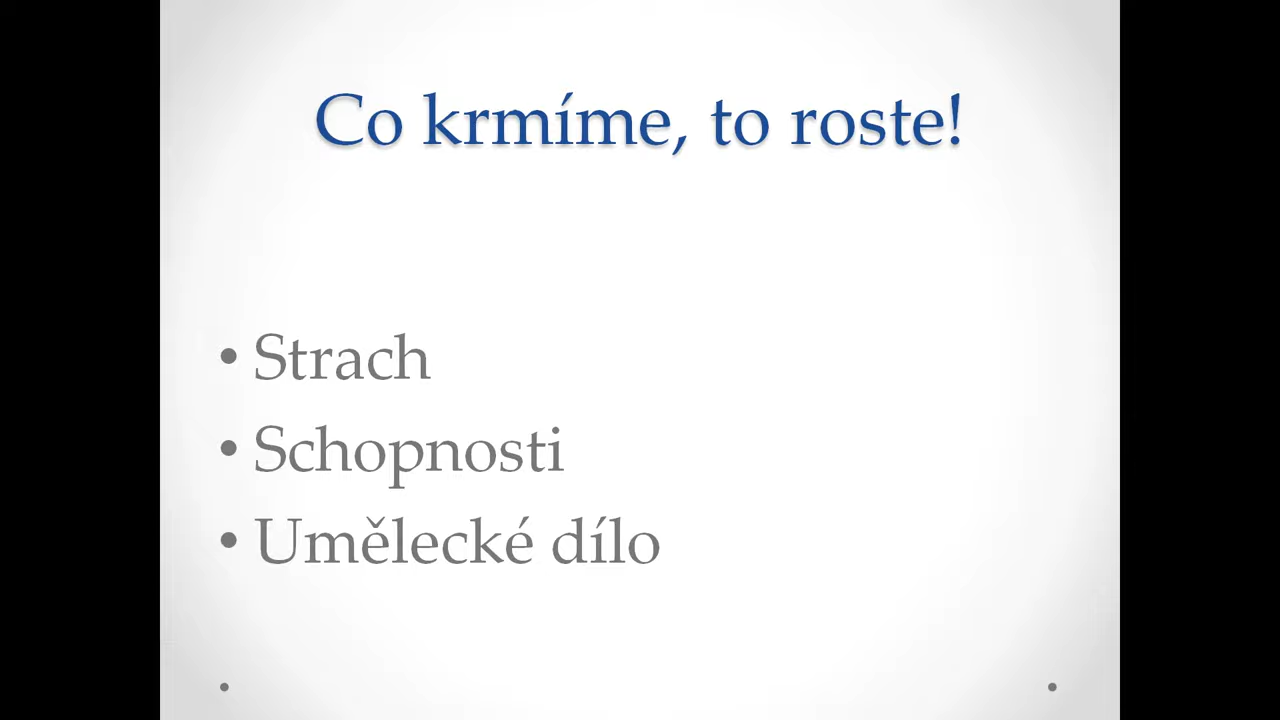 Co krmíme, to roste!
• Strach
• Schopnosti
• Umělecké dílo